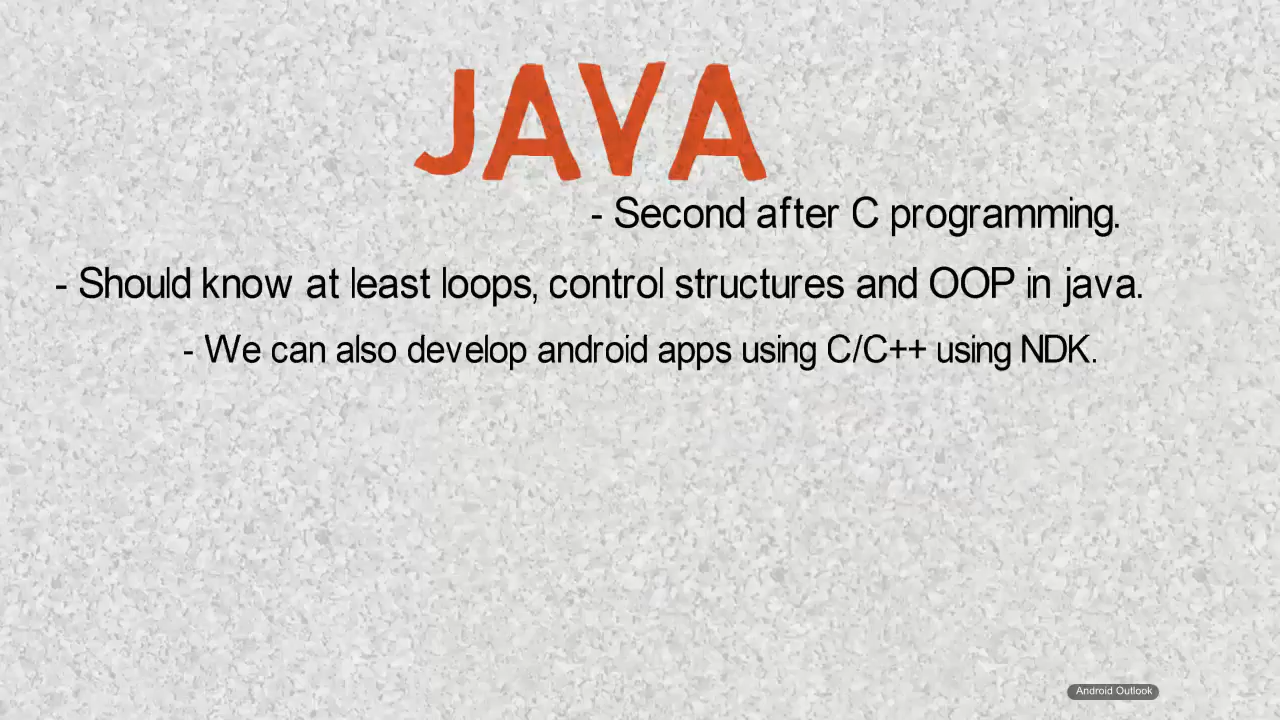 JAVA
- Second after C programming.
- Should know at least loops, control structures and OOP in java.
- We can also develop android apps using C/C++ using NDK.
Android Outlook